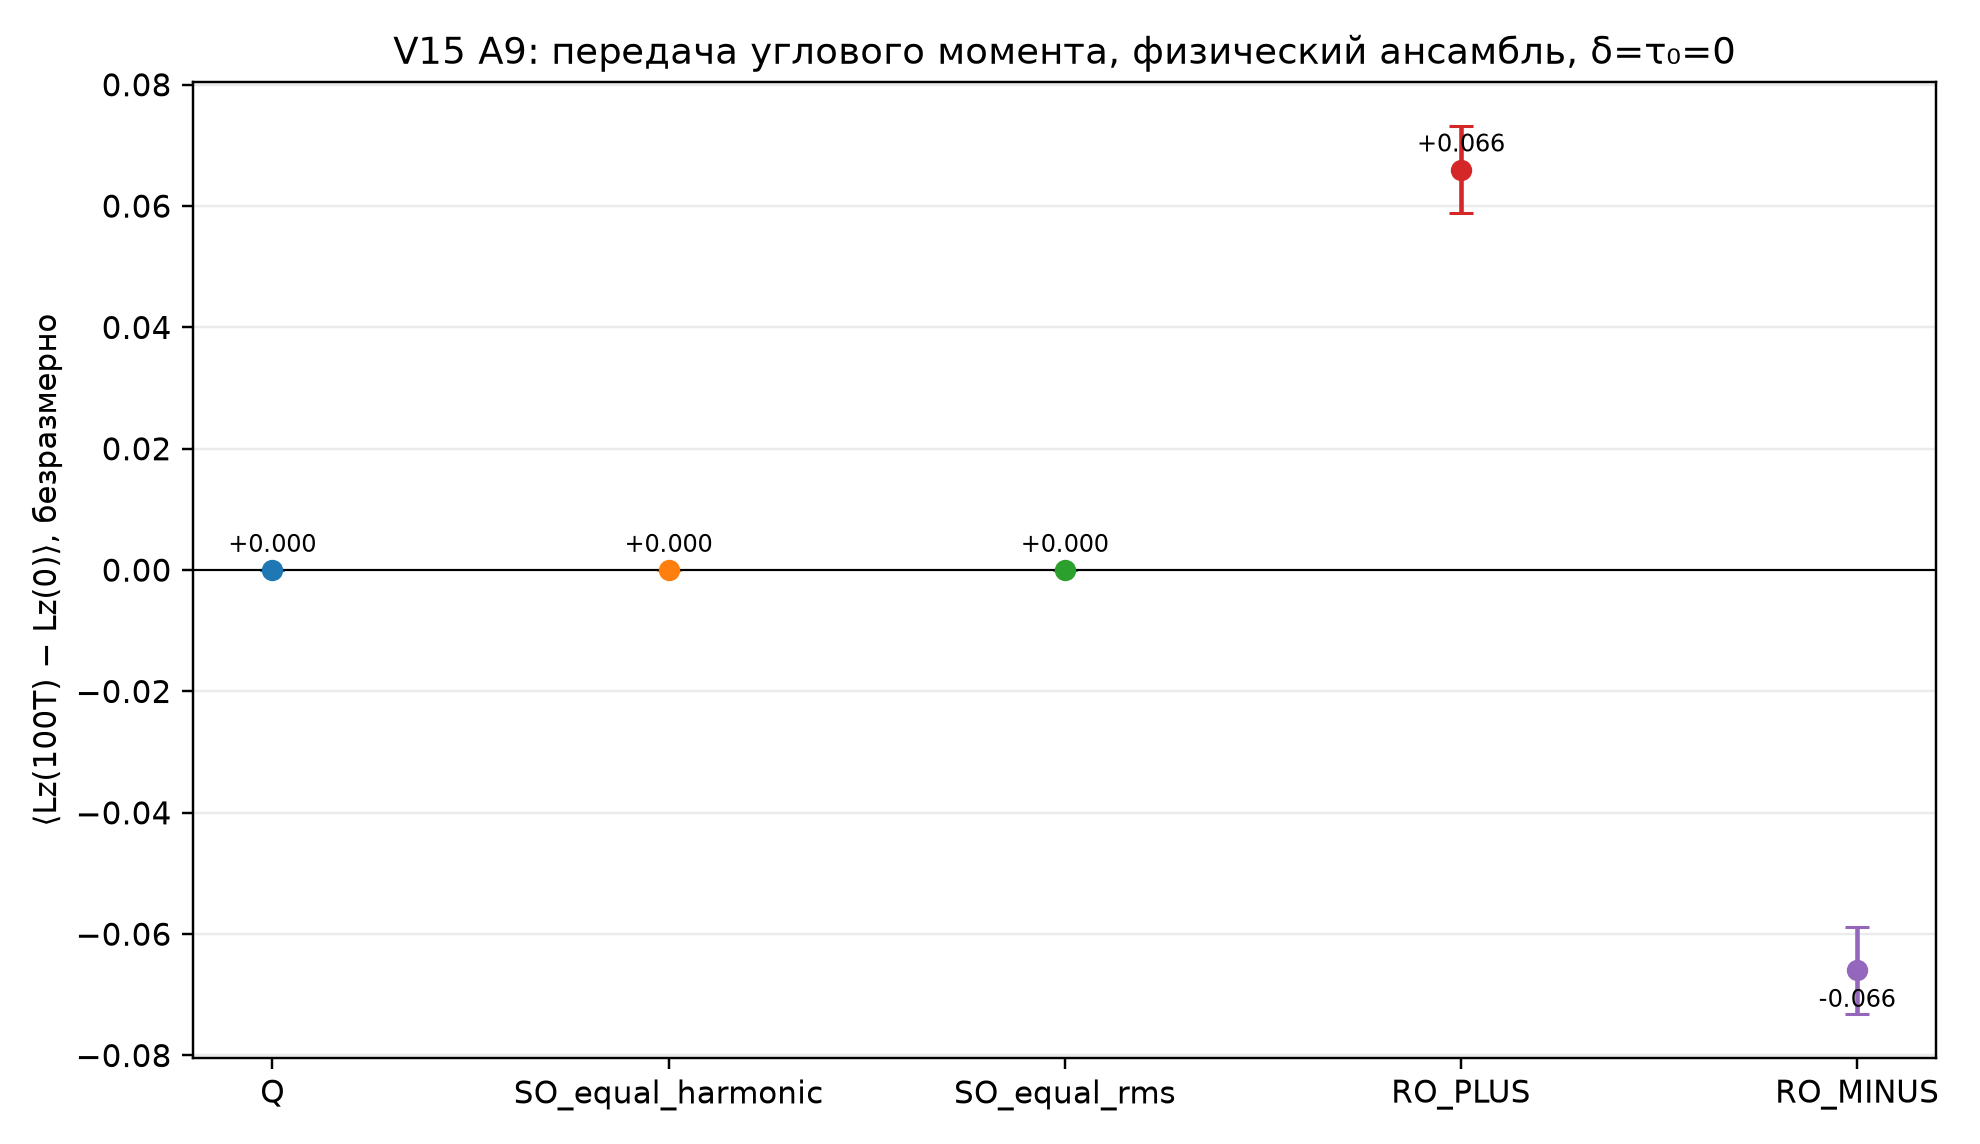 V15 A9: передача углового момента, физический ансамбль, δ=τ₀=0
⟨Lz(100T) − Lz(0)⟩, безразмерно
0.08
0.06
0.04
0.02
0.00
−0.02
−0.04
−0.06
−0.08
+0.000
+0.000
+0.000
+0.066
-0.066
Q
SO_equal_harmonic
SO_equal_rms
RO_PLUS
RO_MINUS